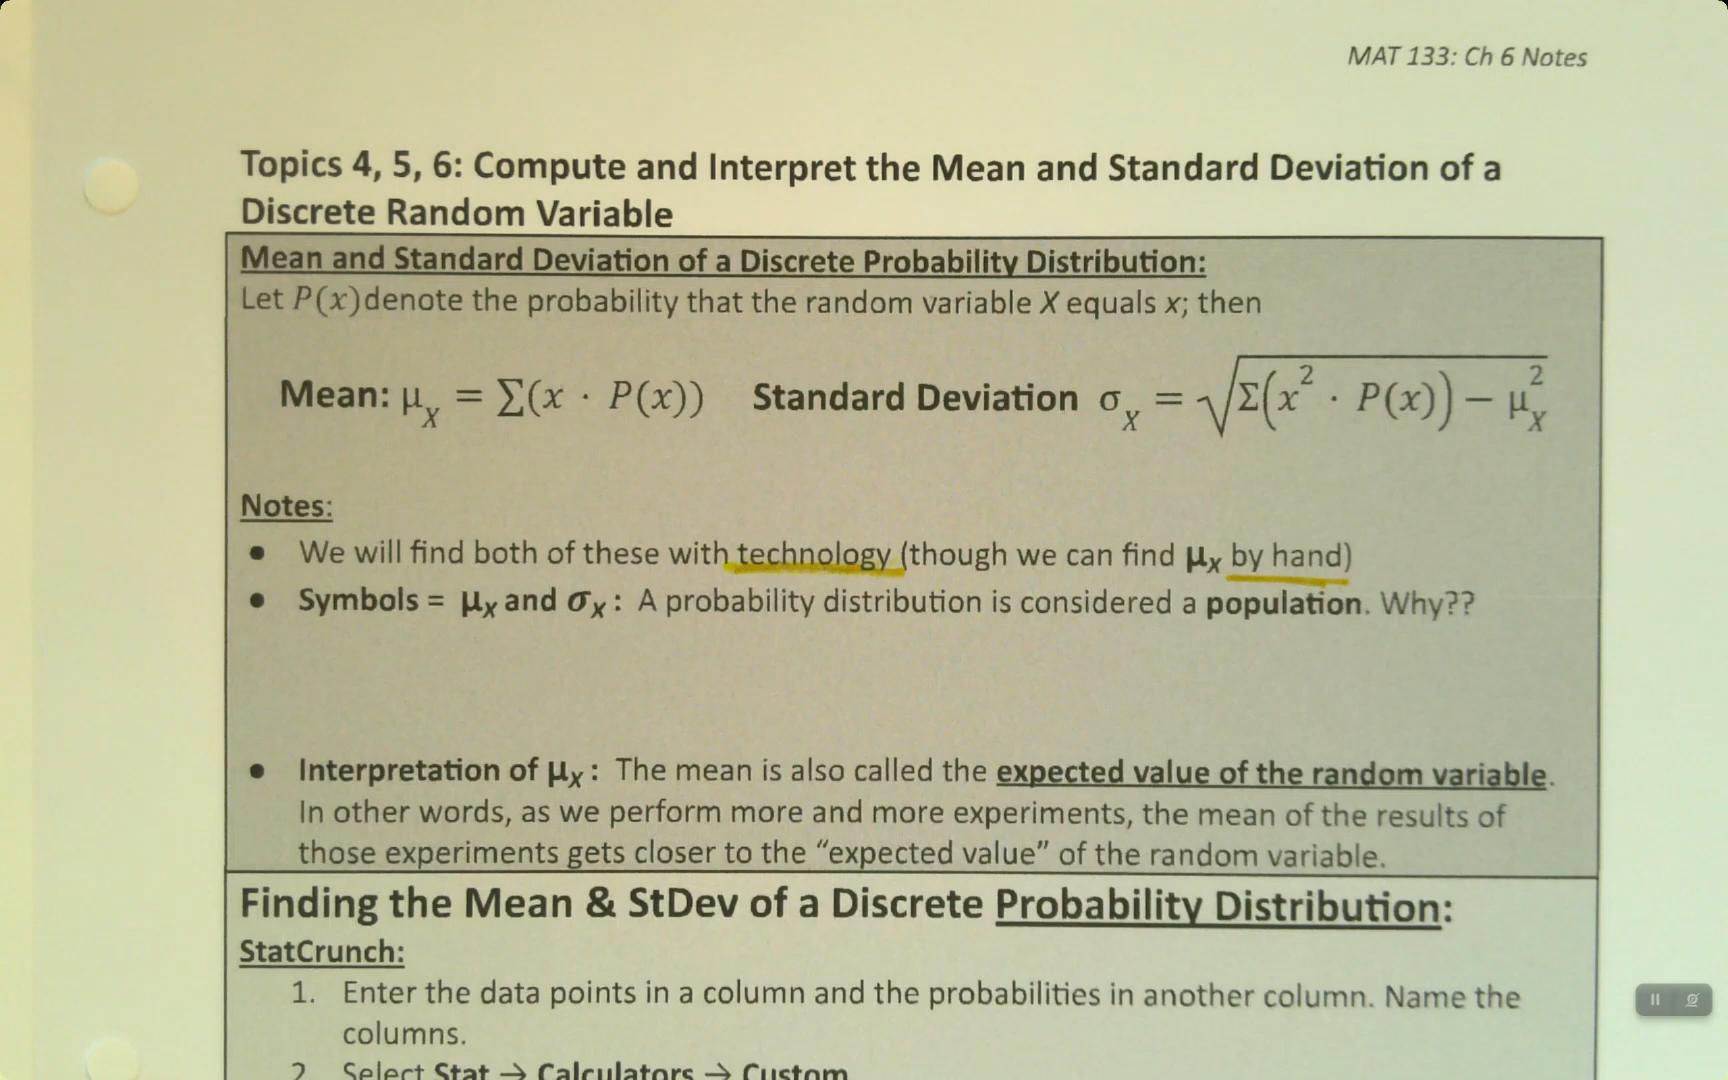 MAT 133: Ch 6 Notes
Topics 4, 5, 6: Compute and Interpret the Mean and Standard Deviation of a
Discrete Random Variable
Mean and Standard Deviation of a Discrete Probability Distribution:
Let P(x)denote the probability that the random variable X equals x; then
Mean: μ_X = Σ(x · P(x)) Standard Deviation σ_X = √(Σ(x² · P(x)) − μ_X²)
Notes:
• We will find both of these with technology (though we can find μ_X by hand)
• Symbols = μ_X and σ_X: A probability distribution is considered a population. Why??
• Interpretation of μ_X: The mean is also called the expected value of the random variable.
In other words, as we perform more and more experiments, the mean of the results of
those experiments gets closer to the “expected value” of the random variable.
Finding the Mean & StDev of a Discrete Probability Distribution:
StatCrunch:
1. Enter the data points in a column and the probabilities in another column. Name the
columns.
2. Select Stat → Calculators → Custom